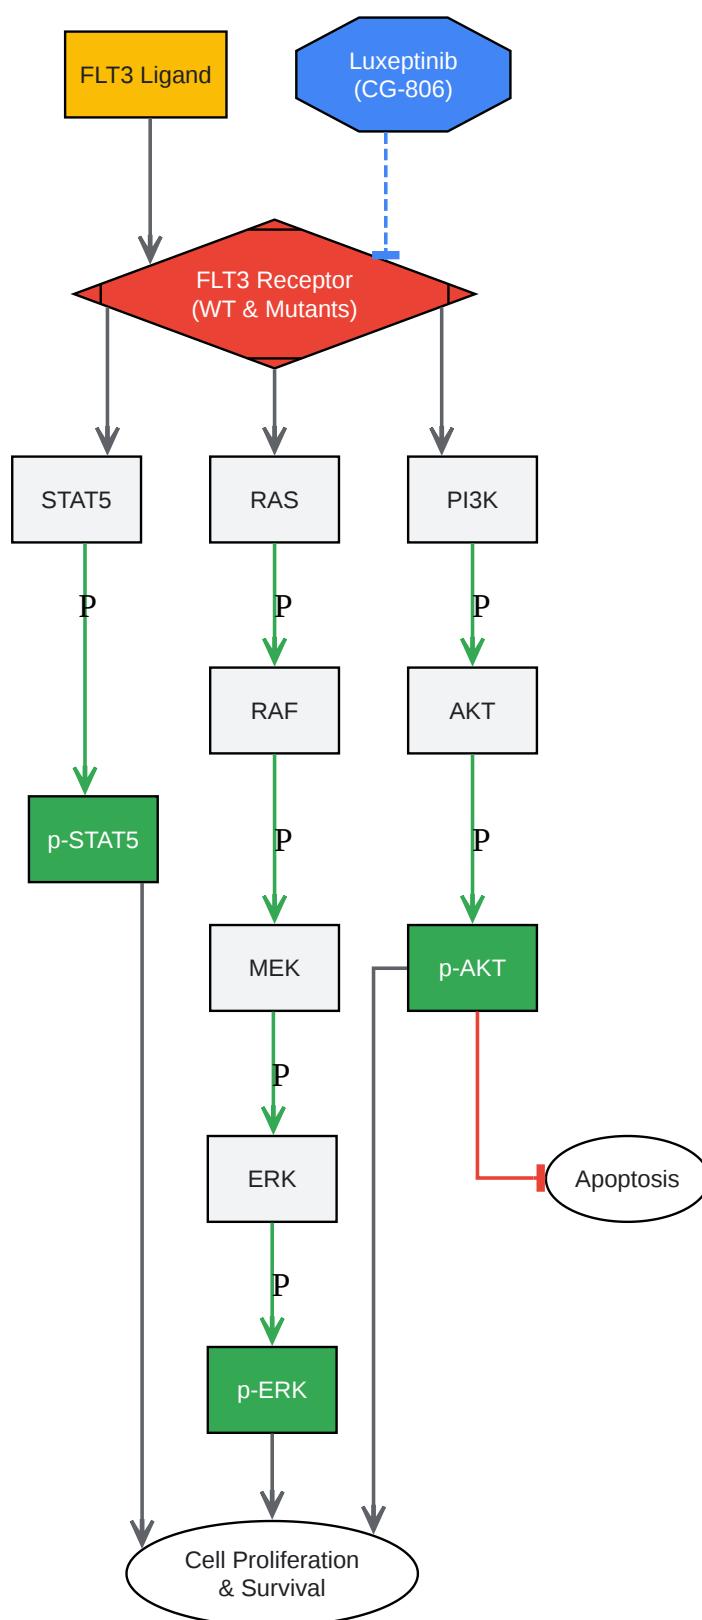 FLT3 Ligand
Luxeptinib
(CG-806)
FLT3 Receptor
(WT & Mutants)
STAT5
RAS
PI3K
P
P
P
RAF
AKT
p-STAT5
P
P
MEK
p-AKT
P
ERK
Apoptosis
P
p-ERK
Cell Proliferation
& Survival